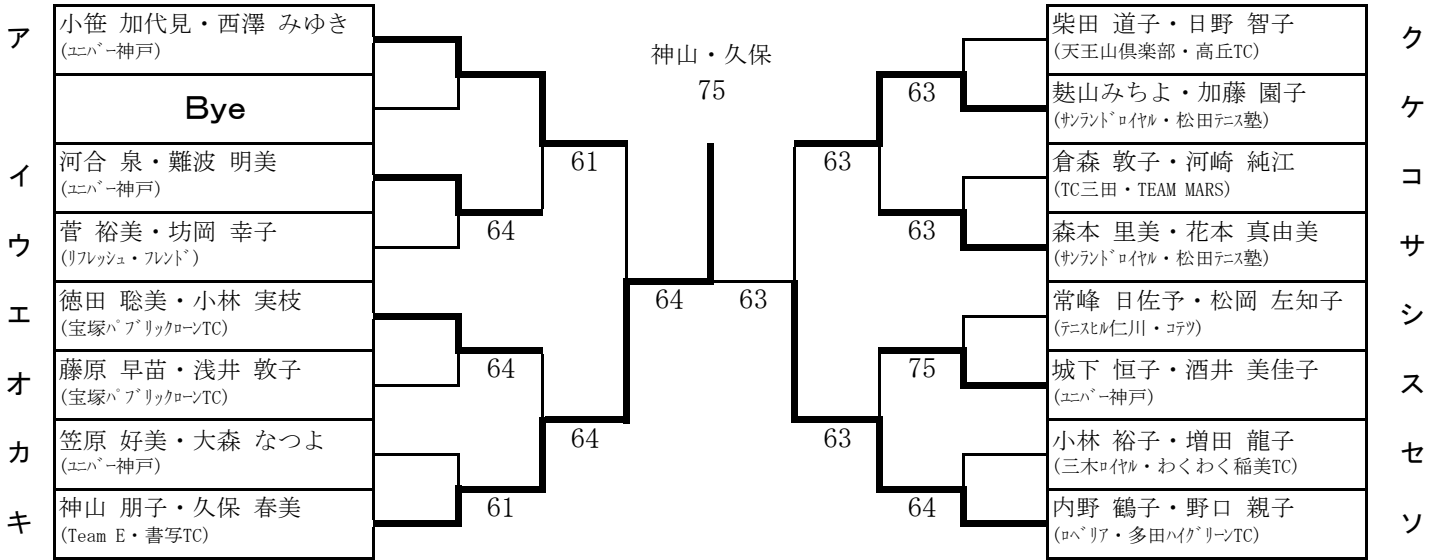 ア
小笹 加代見・西澤 みゆき
(ユニバー神戸)
Bye
イ
河合 泉・難波 明美
(ユニバー神戸)
ウ
菅 裕美・坊岡 幸子
(リフレッシュ・フレンド)
エ
徳田 聡美・小林 実枝
(宝塚パブリックローンTC)
オ
藤原 早苗・浅井 敦子
(宝塚パブリックローンTC)
カ
笠原 好美・大森 なつよ
(ユニバー神戸)
キ
神山 朋子・久保 春美
(Team E・書写TC)
61
64
64
64
61
64
神山・久保
75
63
63
63
63
75
63
64
柴田 道子・日野 智子
(天王山倶楽部・高丘TC)
ク
麸山みちよ・加藤 園子
(サンランドロイヤル・松田テニス塾)
ケ
倉森 敦子・河崎 純江
(TC三田・TEAM MARS)
コ
森本 里美・花本 真由美
(サンランドロイヤル・松田テニス塾)
サ
常峰 日佐予・松岡 左知子
(テニスヒル仁川・コテツ)
シ
城下 恒子・酒井 美佳子
(ユニバー神戸)
ス
小林 裕子・増田 龍子
(三木ロイヤル・わくわく稲美TC)
セ
内野 鶴子・野口 親子
(ロベリア・多田ハイグリーンTC)
ソ